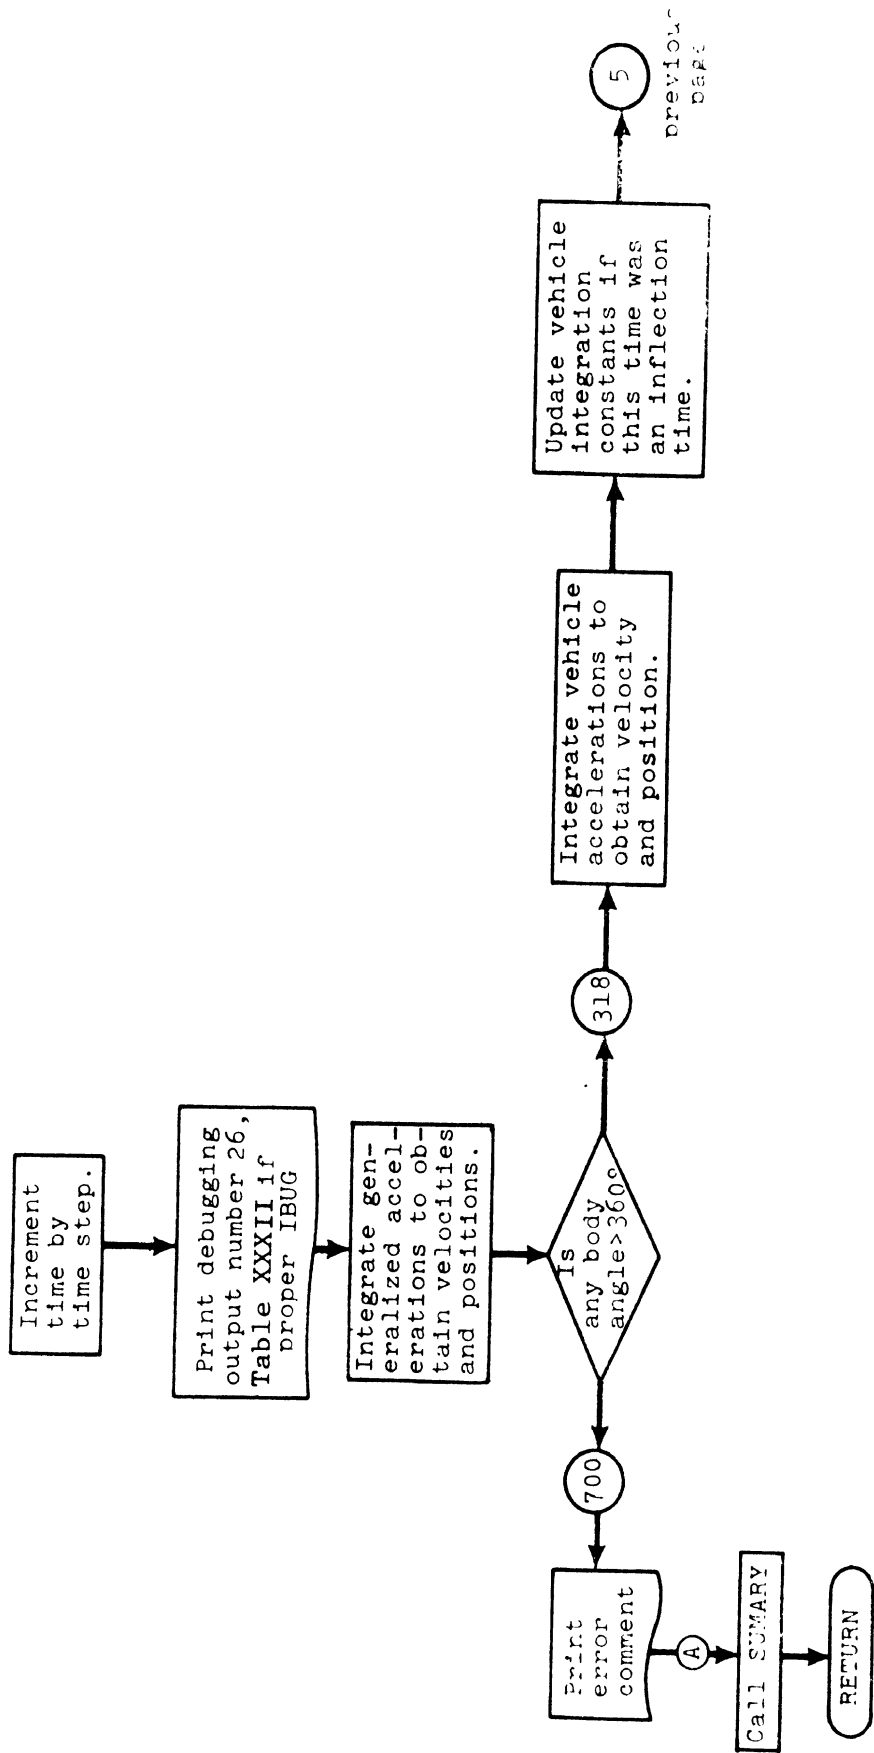 Increment
time by
time step.
Print debugging
output number 26,
Table XXXII if
proper IBUG
Integrate gen-
eralized accel-
erations to ob-
tain velocities
and positions.
Is
any body
angle>360°
700
Print
error
comment
A
Call SUMARY
RETURN
318
Integrate vehicle
accelerations to
obtain velocity
and position.
Update vehicle
integration
constants if
this time was
an inflection
time.
5
previous
page